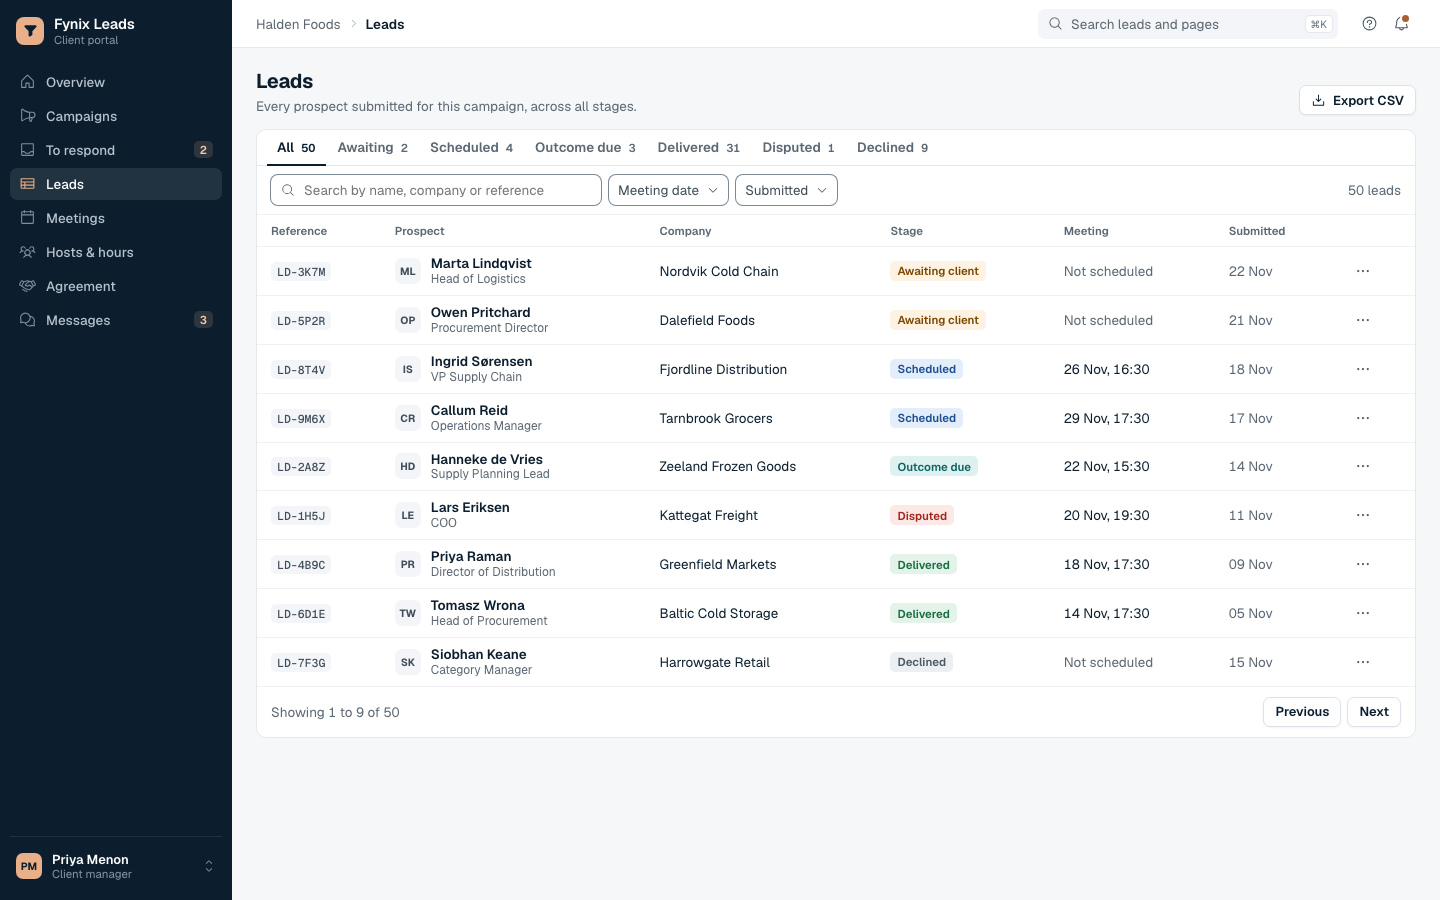 Fynix Leads
Client portal
Overview
Campaigns
To respond 2
Leads
Meetings
Hosts & hours
Agreement
Messages 3
PM Priya Menon
Client manager
Halden Foods Leads
Search leads and pages ⌘K
Leads
Every prospect submitted for this campaign, across all stages.
Export CSV
All 50 Awaiting 2 Scheduled 4 Outcome due 3 Delivered 31 Disputed 1 Declined 9
Search by name, company or reference Meeting date Submitted 50 leads
Reference Prospect Company Stage Meeting Submitted
LD-3K7M ML Marta Lindqvist Nordvik Cold Chain Awaiting client Not scheduled 22 Nov
Head of Logistics
LD-5P2R OP Owen Pritchard Dalefield Foods Awaiting client Not scheduled 21 Nov
Procurement Director
LD-8T4V IS Ingrid Sørensen Fjordline Distribution Scheduled 26 Nov, 16:30 18 Nov
VP Supply Chain
LD-9M6X CR Callum Reid Tarnbrook Grocers Scheduled 29 Nov, 17:30 17 Nov
Operations Manager
LD-2A8Z HD Hanneke de Vries Zeeland Frozen Goods Outcome due 22 Nov, 15:30 14 Nov
Supply Planning Lead
LD-1H5J LE Lars Eriksen Kattegat Freight Disputed 20 Nov, 19:30 11 Nov
COO
LD-4B9C PR Priya Raman Greenfield Markets Delivered 18 Nov, 17:30 09 Nov
Director of Distribution
LD-6D1E TW Tomasz Wrona Baltic Cold Storage Delivered 14 Nov, 17:30 05 Nov
Head of Procurement
LD-7F3G SK Siobhan Keane Harrowgate Retail Declined Not scheduled 15 Nov
Category Manager
Showing 1 to 9 of 50 Previous Next